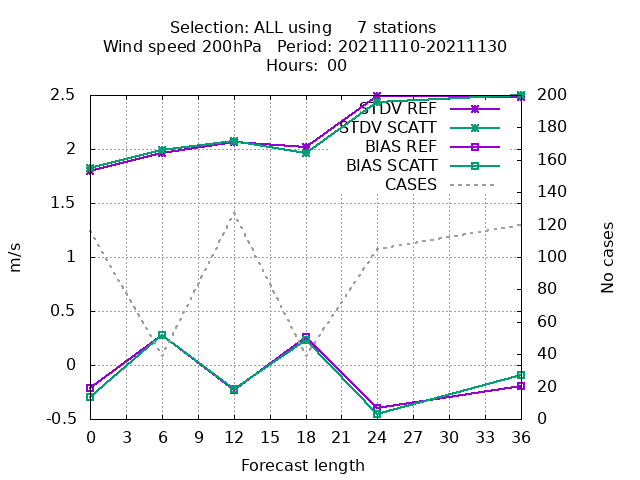 Selection: ALL using     7 stations
Wind speed 200hPa   Period: 20211110-20211130
Hours:  00
STDV REF
STDV SCATT
BIAS REF
BIAS SCATT
CASES
2.5
2
1.5
1
0.5
0
-0.5
m/s
200
180
160
140
120
100
80
60
40
20
0
No cases
0 3 6 9 12 15 18 21 24 27 30 33 36
Forecast length